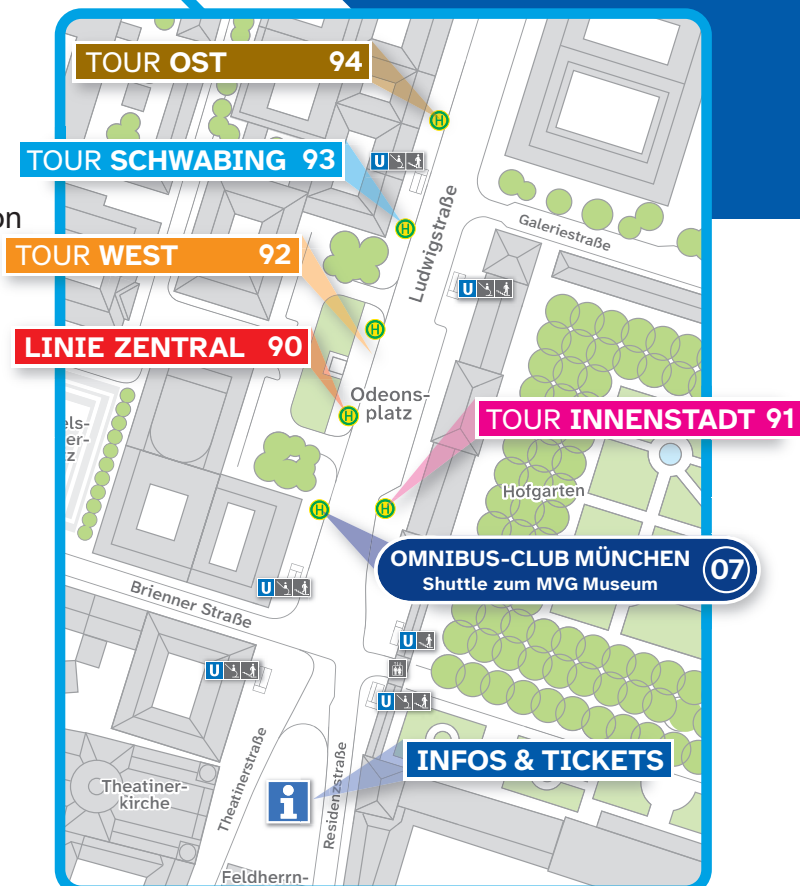 TOUR OST 94
H
U
TOUR SCHWABING 93
H
Ludwigstraße
Galeriestraße
TOUR WEST 92
U
H
LINIE ZENTRAL 90
Odeons-
platz
H
TOUR INNENSTADT 91
Hofgarten
H
H
OMNIBUS-CLUB MÜNCHEN 07
Shuttle zum MVG Museum
U
Brienner Straße
U
U
U
INFOS & TICKETS
i
Theatinerstraße
Residenzstraße
Theatiner-
kirche
Feldherrn-